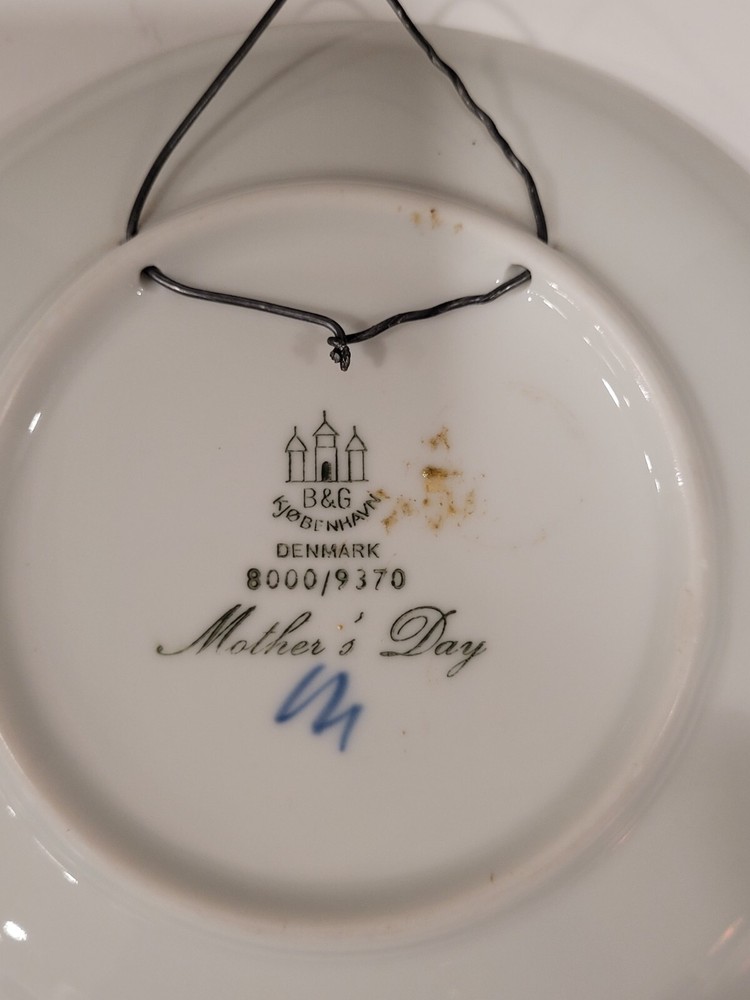 B&G
KJØBENHAVN
DENMARK
8000/9370
Mother's Day